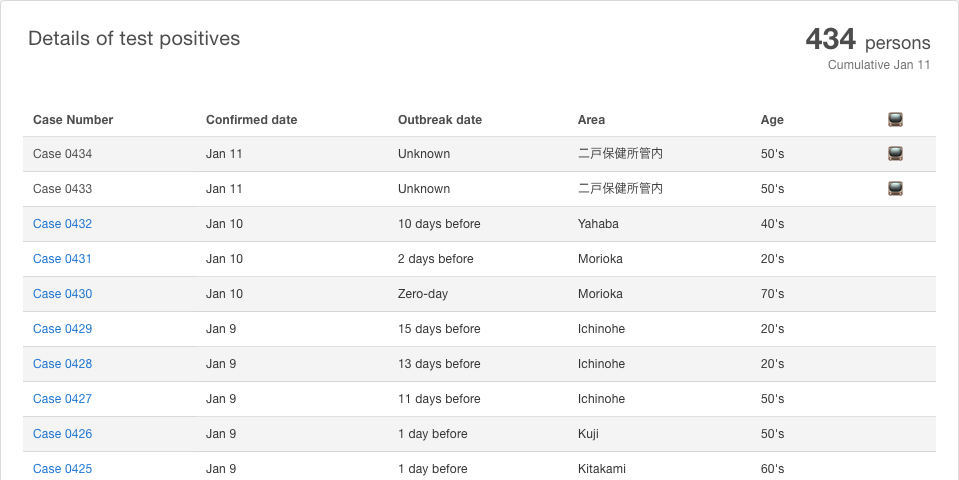 Details of test positives
434 persons
Cumulative Jan 11
Case Number Confirmed date Outbreak date Area Age
Case 0434 Jan 11 Unknown 二戸保健所管内 50's
Case 0433 Jan 11 Unknown 二戸保健所管内 50's
Case 0432 Jan 10 10 days before Yahaba 40's
Case 0431 Jan 10 2 days before Morioka 20's
Case 0430 Jan 10 Zero-day Morioka 70's
Case 0429 Jan 9 15 days before Ichinohe 20's
Case 0428 Jan 9 13 days before Ichinohe 20's
Case 0427 Jan 9 11 days before Ichinohe 50's
Case 0426 Jan 9 1 day before Kuji 50's
Case 0425 Jan 9 1 day before Kitakami 60's